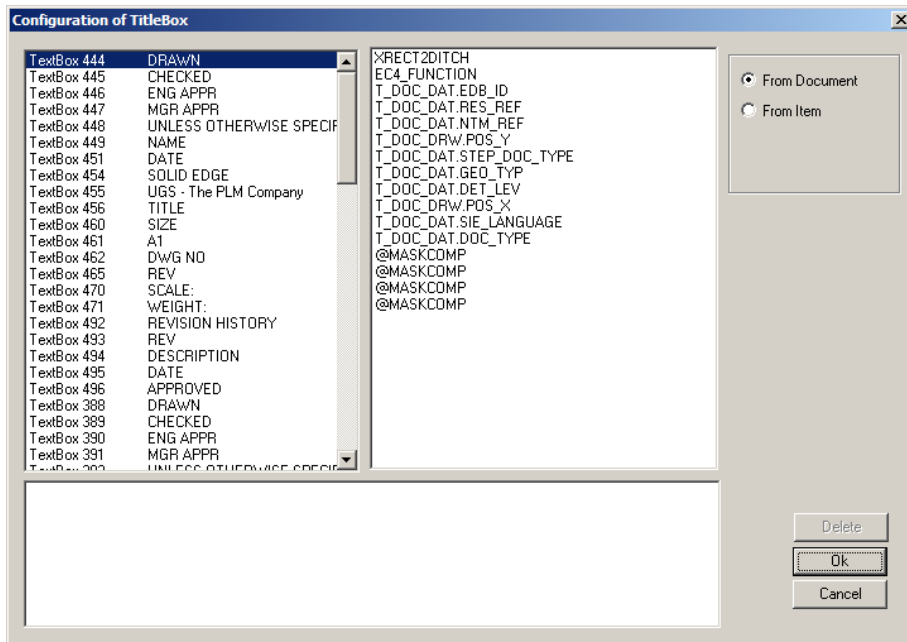 Configuration of TitleBox
TextBox 444 DRAWN
TextBox 445 CHECKED
TextBox 446 ENG APPR
TextBox 447 MGR APPR
TextBox 448 UNLESS OTHERWISE SPECIF
TextBox 449 NAME
TextBox 451 DATE
TextBox 454 SOLID EDGE
TextBox 455 UGS - The PLM Company
TextBox 456 TITLE
TextBox 460 SIZE
TextBox 461 A1
TextBox 462 DWG NO
TextBox 465 REV
TextBox 470 SCALE:
TextBox 471 WEIGHT:
TextBox 492 REVISION HISTORY
TextBox 493 REV
TextBox 494 DESCRIPTION
TextBox 495 DATE
TextBox 496 APPROVED
TextBox 388 DRAWN
TextBox 389 CHECKED
TextBox 390 ENG APPR
TextBox 391 MGR APPR
XRECT2DITCH
EC4_FUNCTION
T_DOC_DAT.EDB_ID
T_DOC_DAT.RES_REF
T_DOC_DAT.NTM_REF
T_DOC_DRW.POS_Y
T_DOC_DAT.STEP_DOC_TYPE
T_DOC_DAT.GEO_TYP
T_DOC_DAT.DET_LEV
T_DOC_DRW.POS_X
T_DOC_DAT.SIE_LANGUAGE
T_DOC_DAT.DOC_TYPE
@MASKCOMP
@MASKCOMP
@MASKCOMP
@MASKCOMP
From Document
From Item
Delete
Ok
Cancel